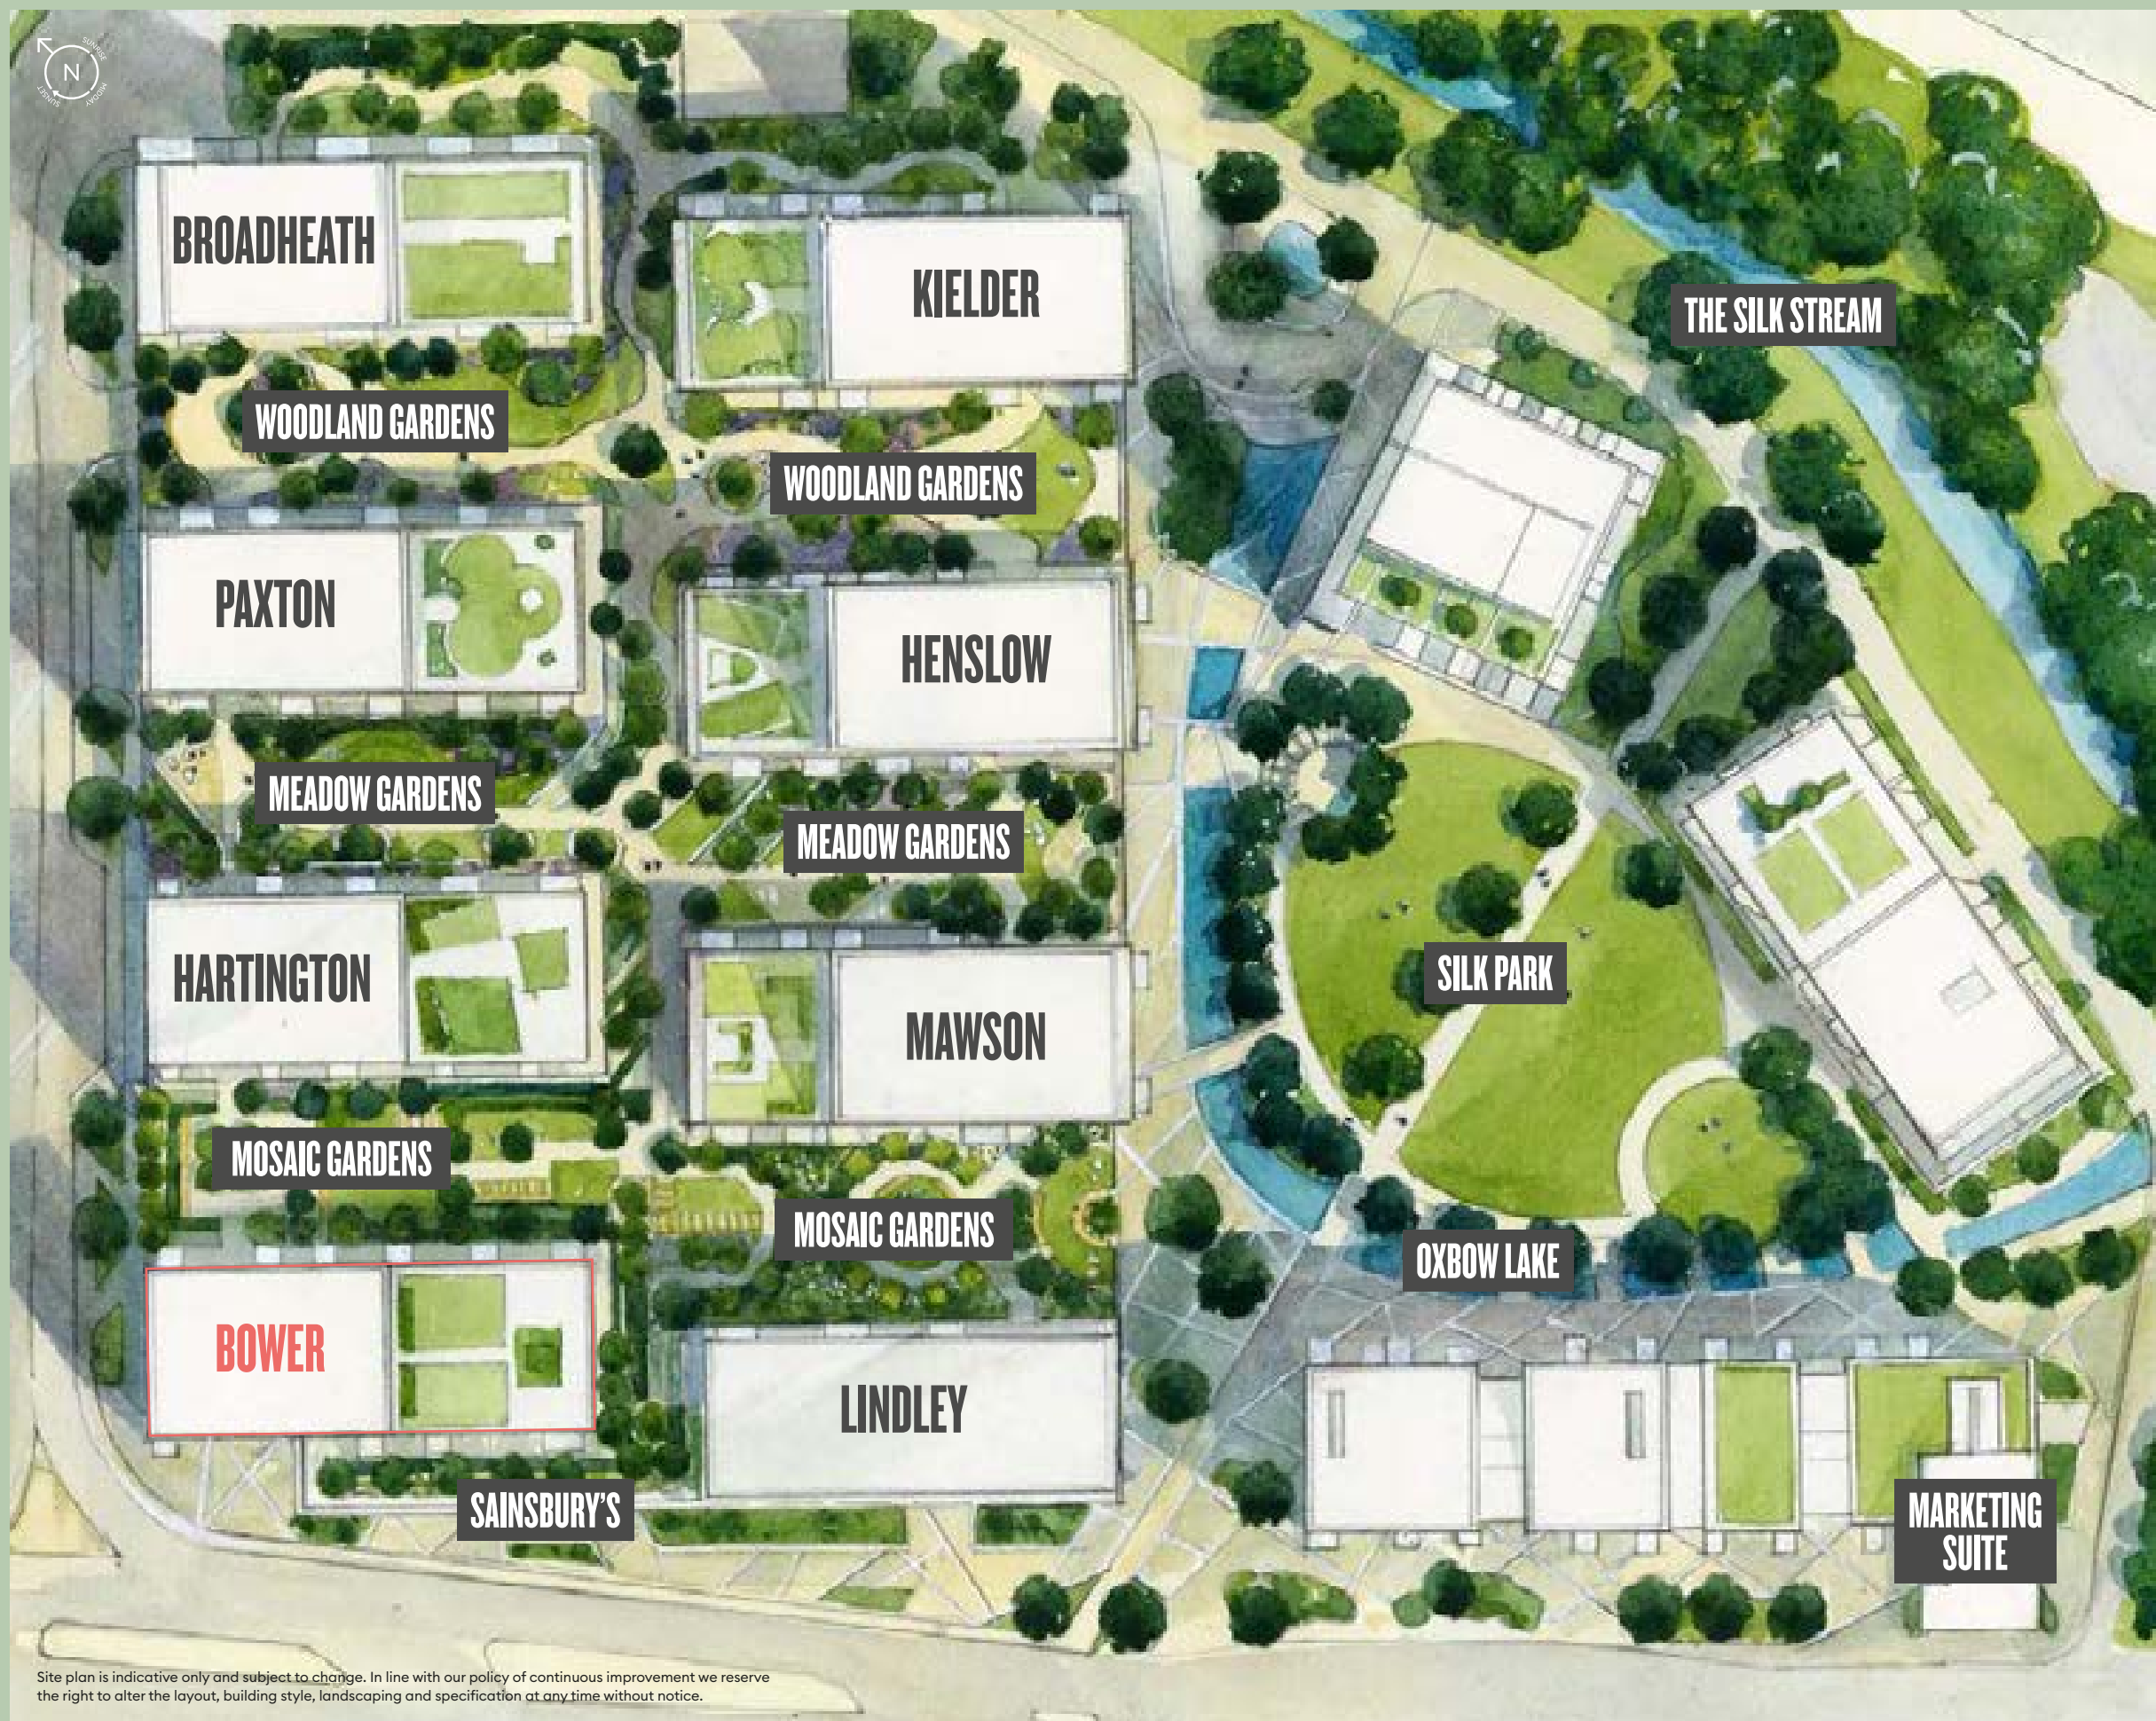 SUNRISE
N
MIDDAY
SUNSET
BROADHEATH
KIELDER
THE SILK STREAM
WOODLAND GARDENS
WOODLAND GARDENS
PAXTON
HENSLOW
MEADOW GARDENS
MEADOW GARDENS
HARTINGTON
SILK PARK
MAWSON
MOSAIC GARDENS
MOSAIC GARDENS
OXBOW LAKE
BOWER
LINDLEY
SAINSBURY'S
MARKETING
SUITE
Site plan is indicative only and subject to change. In line with our policy of continuous improvement we reserve
the right to alter the layout, building style, landscaping and specification at any time without notice.